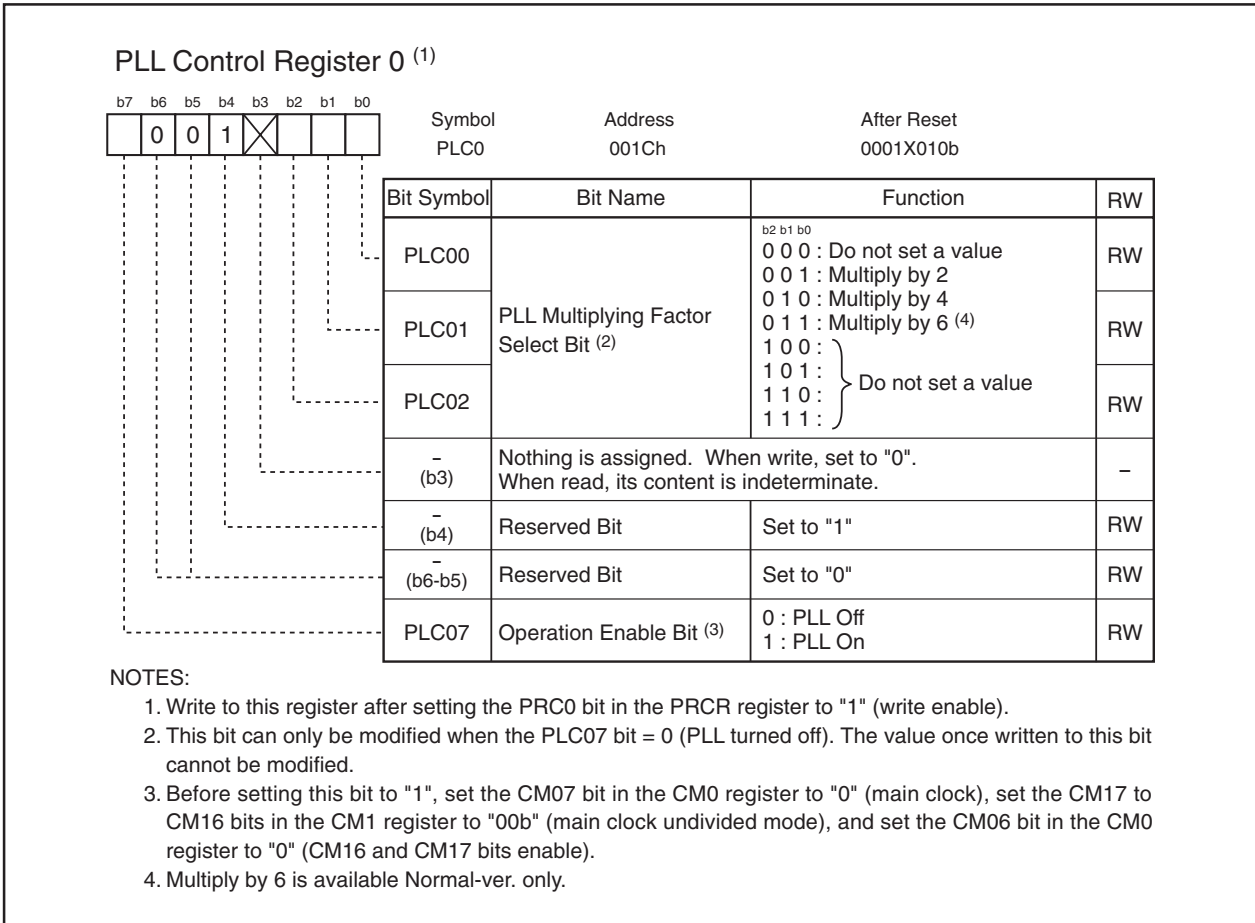 PLL Control Register 0 (1)
b7 b6 b5 b4 b3 b2 b1 b0
0 0 1
Symbol Address After Reset
PLC0 001Ch 0001X010b
Bit Symbol Bit Name Function RW
PLC00
PLC01
PLC02
PLL Multiplying Factor
Select Bit (2)
b2 b1 b0
0 0 0 : Do not set a value
0 0 1 : Multiply by 2
0 1 0 : Multiply by 4
0 1 1 : Multiply by 6 (4)
1 0 0 :
1 0 1 :
1 1 0 :
1 1 1 :
Do not set a value
RW
RW
RW
–
(b3)
Nothing is assigned. When write, set to "0".
When read, its content is indeterminate.
–
–
(b4)
Reserved Bit Set to "1" RW
–
(b6-b5)
Reserved Bit Set to "0" RW
PLC07 Operation Enable Bit (3)
0 : PLL Off
1 : PLL On
RW
NOTES:
1. Write to this register after setting the PRC0 bit in the PRCR register to "1" (write enable).
2. This bit can only be modified when the PLC07 bit = 0 (PLL turned off). The value once written to this bit
cannot be modified.
3. Before setting this bit to "1", set the CM07 bit in the CM0 register to "0" (main clock), set the CM17 to
CM16 bits in the CM1 register to "00b" (main clock undivided mode), and set the CM06 bit in the CM0
register to "0" (CM16 and CM17 bits enable).
4. Multiply by 6 is available Normal-ver. only.